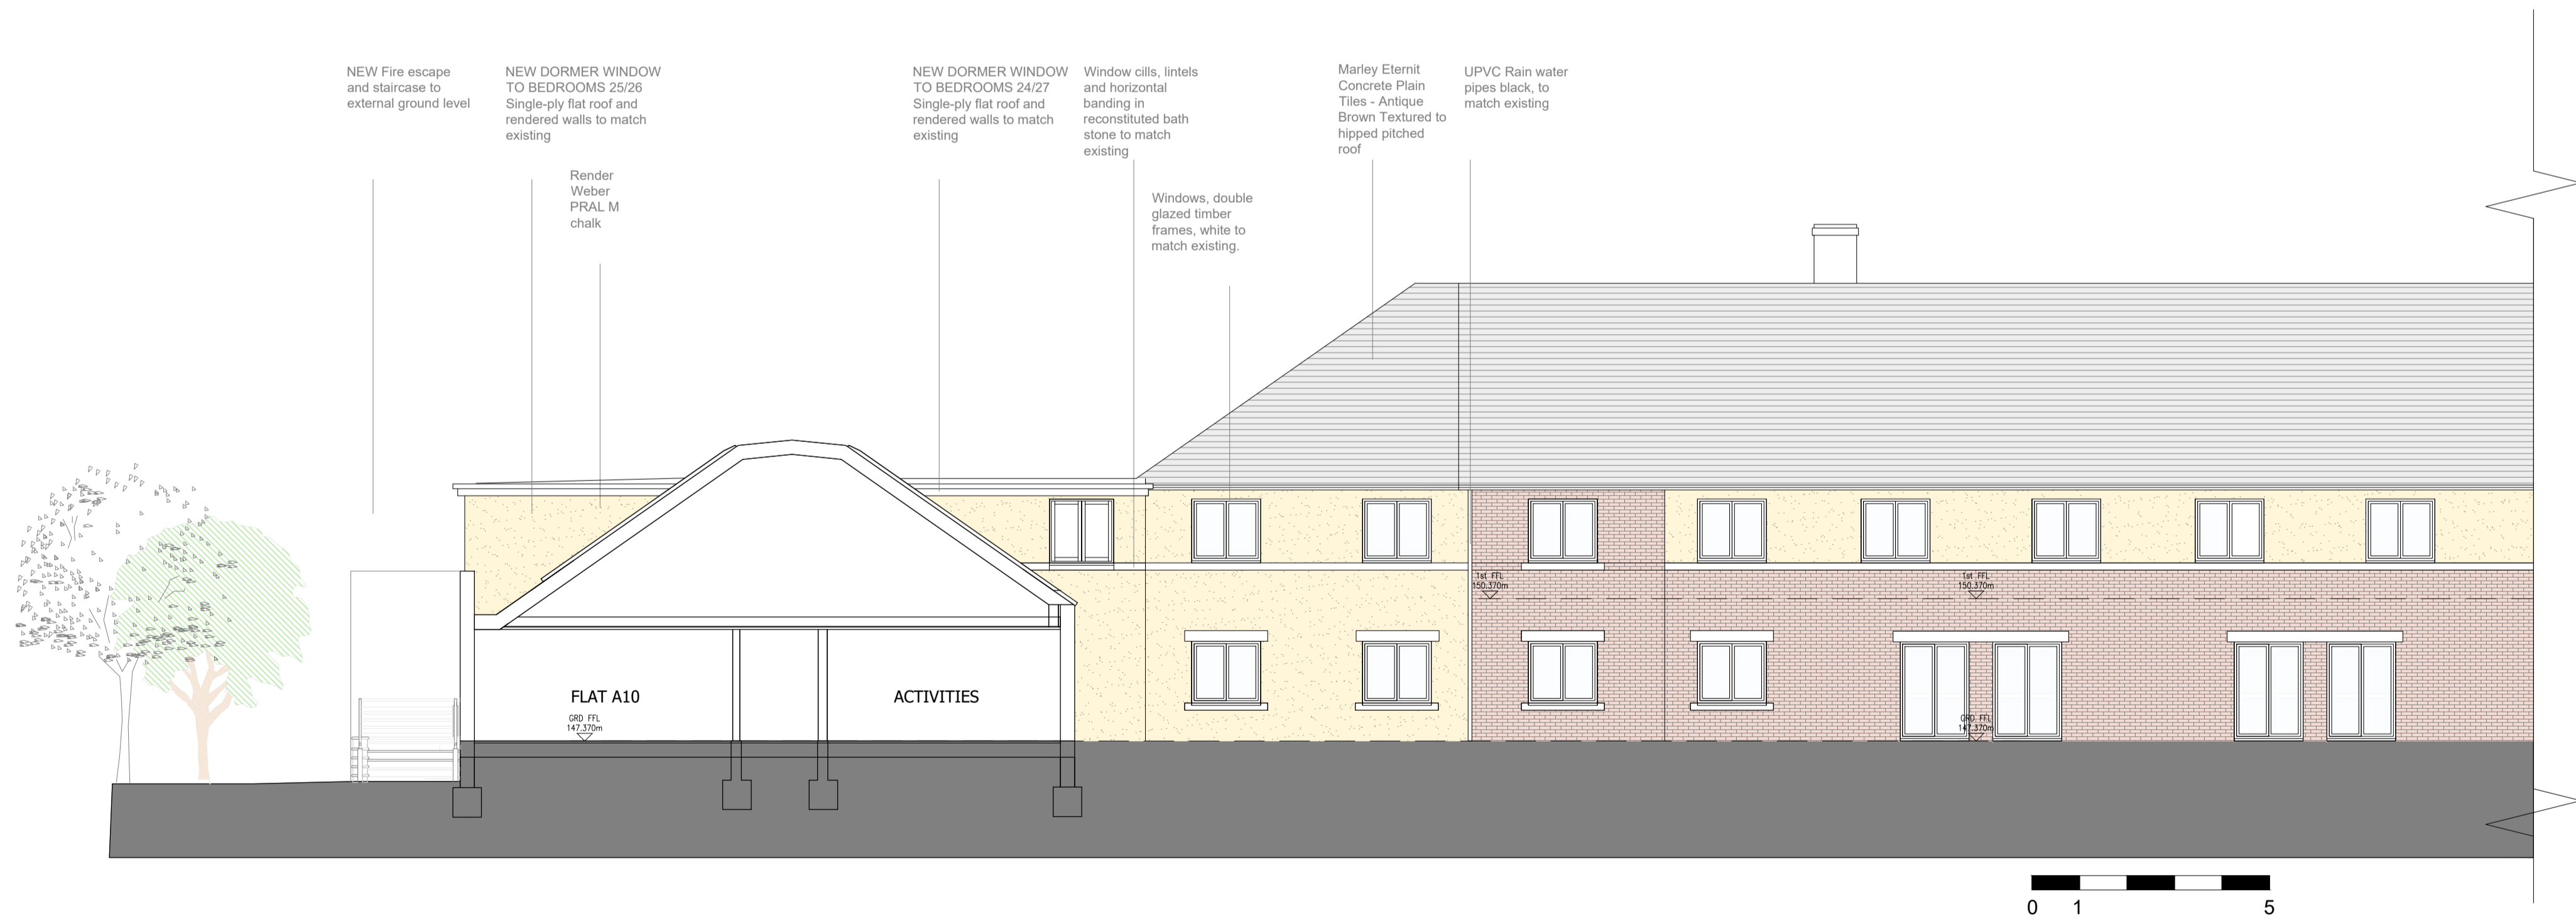 NEW Fire escape
and staircase to
external ground level
NEW DORMER WINDOW
TO BEDROOMS 25/26
Single-ply flat roof and
rendered walls to match
existing
Render
Weber
PRAL M
chalk
NEW DORMER WINDOW
TO BEDROOMS 24/27
Single-ply flat roof and
rendered walls to match
existing
Window cills, lintels
and horizontal
banding in
reconstituted bath
stone to match
existing
Windows, double
glazed timber
frames, white to
match existing.
Marley Eternit
Concrete Plain
Tiles - Antique
Brown Textured to
hipped pitched
roof
UPVC Rain water
pipes black, to
match existing
1st FFL
150.370m
1st FFL
150.370m
FLAT A10
ACTIVITIES
GRD FFL
147.370m
GRD FFL
147.370m
0 1 5